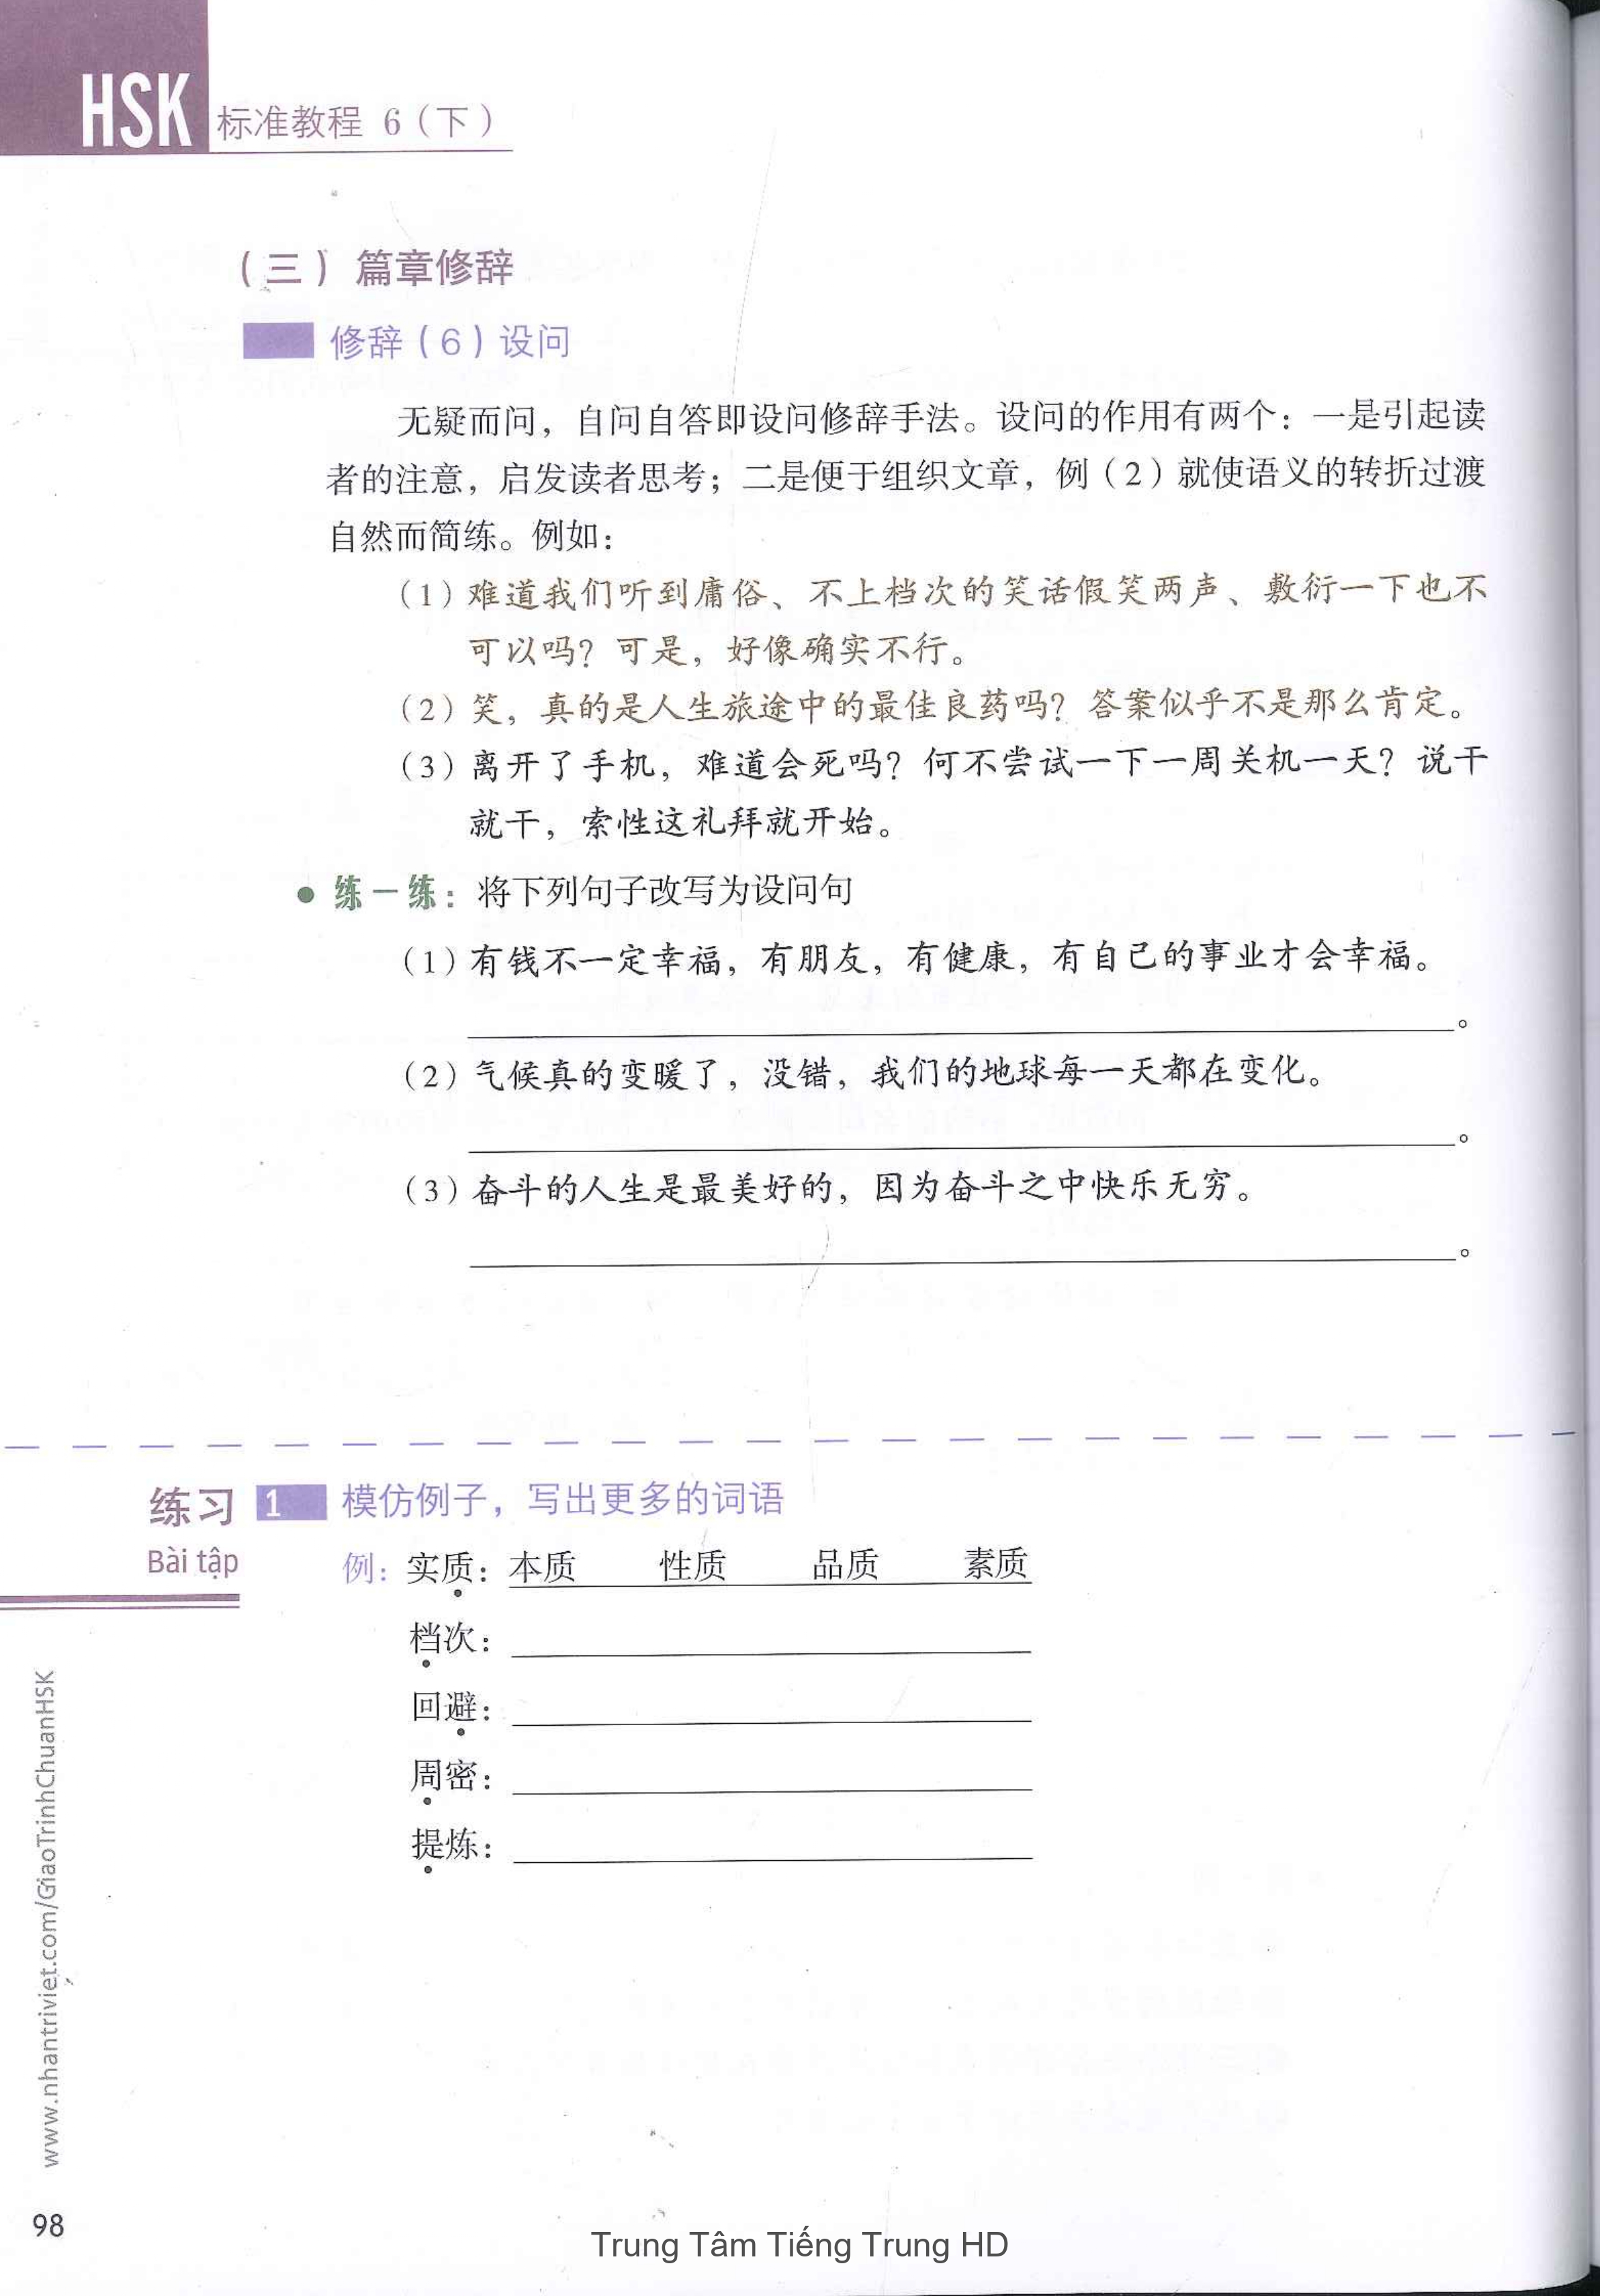 HSK 标准教程 6（下）
（三） 篇章修辞
修辞（6）设问
无疑而问，自问自答即设问修辞手法。设问的作用有两个：一是引起读
者的注意，启发读者思考；二是便于组织文章，例（2）就使语义的转折过渡
自然而简练。例如：
（1）难道我们听到庸俗、不上档次的笑话假笑两声、敷衍一下也不
可以吗？可是，好像确实不行。
（2）笑，真的是人生旅途中的最佳良药吗？答案似乎不是那么肯定。
（3）离开了手机，难道会死吗？何不尝试一下一周关机一天？说干
就干，索性这礼拜就开始。
● 练一练：将下列句子改写为设问句
（1）有钱不一定幸福，有朋友，有健康，有自己的事业才会幸福。
。
（2）气候真的变暖了，没错，我们的地球每一天都在变化。
。
（3）奋斗的人生是最美好的，因为奋斗之中快乐无穷。
。
练习 1 模仿例子，写出更多的词语
Bài tập
例：实质：本质 性质 品质 素质
档次：
回避：
周密：
提炼：
www.nhantriviet.com/GiaoTrinhChuanHSK
98
Trung Tâm Tiếng Trung HD